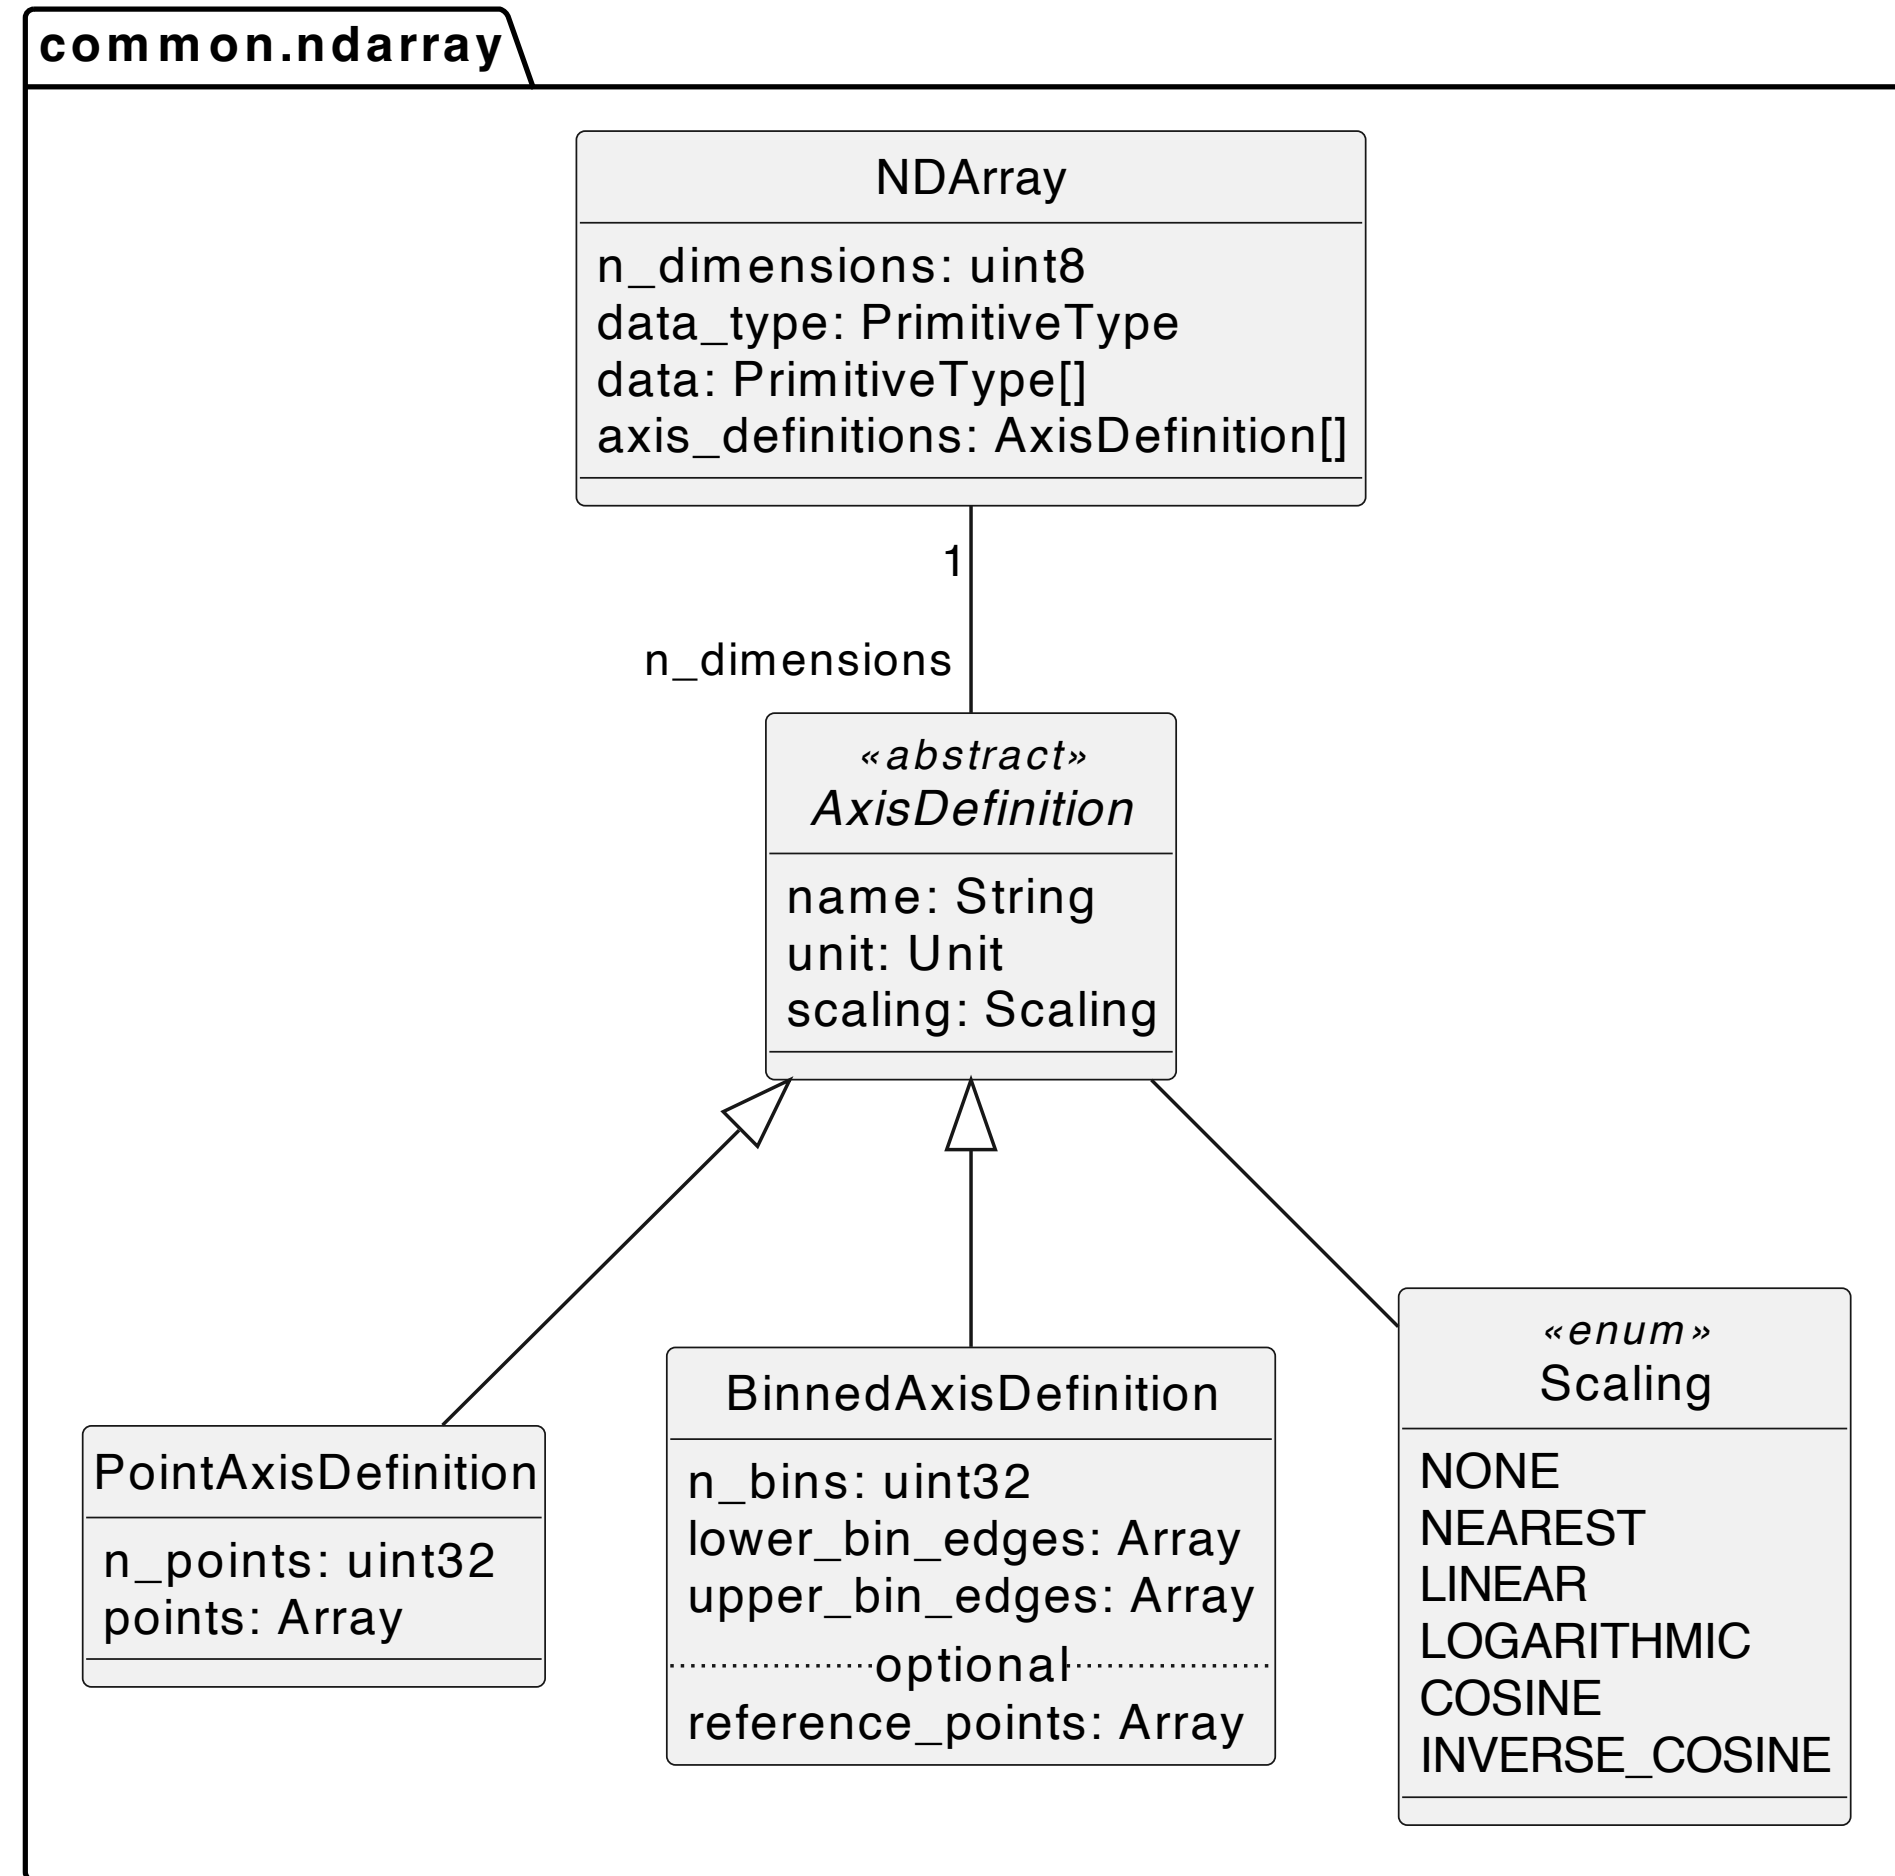 common.ndarray
NDArray
n_dimensions: uint8
data_type: PrimitiveType
data: PrimitiveType[]
axis_definitions: AxisDefinition[]
1
n_dimensions
«abstract»
AxisDefinition
name: String
unit: Unit
scaling: Scaling
PointAxisDefinition
n_points: uint32
points: Array
BinnedAxisDefinition
n_bins: uint32
lower_bin_edges: Array
upper_bin_edges: Array
optional
reference_points: Array
«enum»
Scaling
NONE
NEAREST
LINEAR
LOGARITHMIC
COSINE
INVERSE_COSINE